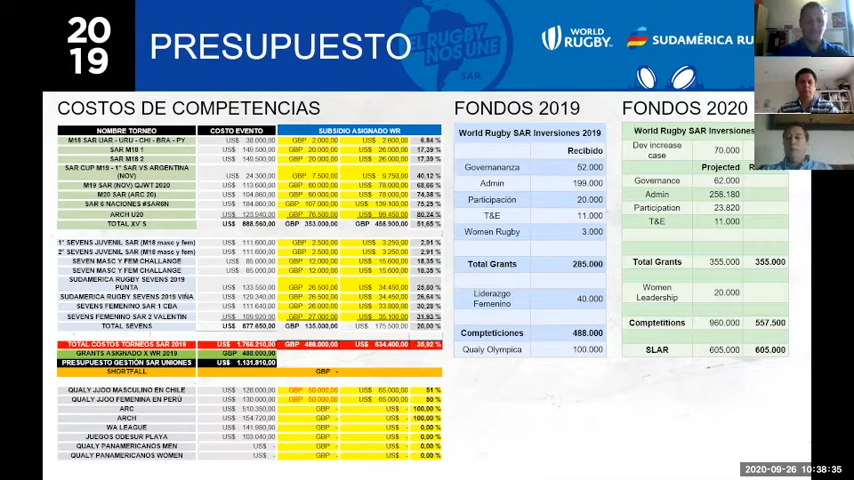 20
19
PRESUPUESTO
EL RUGBY
NOS UNE
SAR
WORLD
RUGBY
SUDAMÉRICA RU
COSTOS DE COMPETENCIAS
NOMBRE TORNEO COSTO EVENTO SUBSIDIO ASIGNADO WR
M18 SAR UAR - URU - CHI - BRA - PY US$ 38.000,00 GBP 2.000,00 US$ 2.600,00 6,84 %
SAR M18 1 US$ 149.500,00 GBP 20.000,00 US$ 26.000,00 17,39 %
SAR M18 2 US$ 149.500,00 GBP 20.000,00 US$ 26.000,00 17,39 %
SAR CUP M19 - 1° SAR VS ARGENTINA
(NOV) US$ 24.300,00 GBP 7.500,00 US$ 9.750,00 40,12 %
M19 SAR (NOV) QJWT 2020 US$ 113.600,00 GBP 60.000,00 US$ 78.000,00 68,66 %
M20 SAR (ARC 20) US$ 104.860,00 GBP 60.000,00 US$ 78.000,00 74,38 %
SAR 6 NACIONES #SAR6N US$ 184.860,00 GBP 107.000,00 US$ 139.100,00 75,25 %
ARCH U20 US$ 123.940,00 GBP 76.500,00 US$ 99.450,00 80,24 %
TOTAL XV'S US$ 888.560,00 GBP 353.000,00 GBP 458.900,00 51,65 %
1° SEVENS JUVENIL SAR (M18 masc y fem) US$ 111.600,00 GBP 2.500,00 US$ 3.250,00 2,91 %
2° SEVENS JUVENIL SAR (M18 masc y fem) US$ 111.600,00 GBP 2.500,00 US$ 3.250,00 2,91 %
SEVEN MASC Y FEM CHALLANGE US$ 85.000,00 GBP 12.000,00 US$ 15.600,00 18,35 %
SEVEN MASC Y FEM CHALLANGE US$ 85.000,00 GBP 12.000,00 US$ 15.600,00 18,35 %
SUDAMERICA RUGBY SEVENS 2019
PUNTA US$ 133.550,00 GBP 26.500,00 US$ 34.450,00 25,80 %
SUDAMERICA RUGBY SEVENS 2019 VIÑA US$ 129.340,00 GBP 26.500,00 US$ 34.450,00 26,64 %
SEVENS FEMENINO SAR 1 CBA US$ 111.640,00 GBP 26.000,00 US$ 33.800,00 30,28 %
SEVENS FEMENINO SAR 2 VALENTIN US$ 109.920,00 GBP 27.000,00 US$ 35.100,00 31,93 %
TOTAL SEVENS US$ 877.650,00 GBP 135.000,00 US$ 175.500,00 20,00 %
TOTAL COSTOS TORNEOS SAR 2019 US$ 1.766.210,00 GBP 488.000,00 US$ 634.400,00 35,92 %
GRANTS ASIGNADO X WR 2019 GBP 488.000,00
PRESUPUESTO GESTIÓN SAR UNIONES US$ 1.131.810,00
SHORTFALL GBP -
QUALY JJOO MASCULINO EN CHILE US$ 128.000,00 GBP 50.000,00 US$ 65.000,00 51 %
QUALY JJOO FEMENINA EN PERÚ US$ 130.000,00 GBP 50.000,00 US$ 65.000,00 50 %
ARC US$ 510.350,00 GBP - US$ - 100,00 %
ARCH US$ 154.720,00 GBP - US$ - 100,00 %
WA LEAGUE US$ 141.980,00 GBP - US$ - 0,00 %
JUEGOS ODESUR PLAYA US$ 103.040,00 GBP - US$ - 0,00 %
QUALY PANAMERICANOS MEN US$ - GBP - US$ - 0,00 %
QUALY PANAMERICANOS WOMEN US$ - GBP - US$ - 0,00 %
FONDOS 2019
World Rugby SAR Inversiones 2019
Recibido
Governananza 52.000
Admin 199.000
Participación 20.000
T&E 11.000
Women Rugby 3.000
Total Grants 285.000
Liderazgo
Femenino 40.000
Competiciones 488.000
Qualy Olympica 100.000
FONDOS 2020
World Rugby SAR Inversiones
Dev increase
case 70.000
Projected
Governance 62.000
Admin 258.180
Participation 23.820
T&E 11.000
Total Grants 355.000 355.000
Women
Leadership 20.000
Competitions 960.000 557.500
SLAR 605.000 605.000
2020-09-26 10:38:35